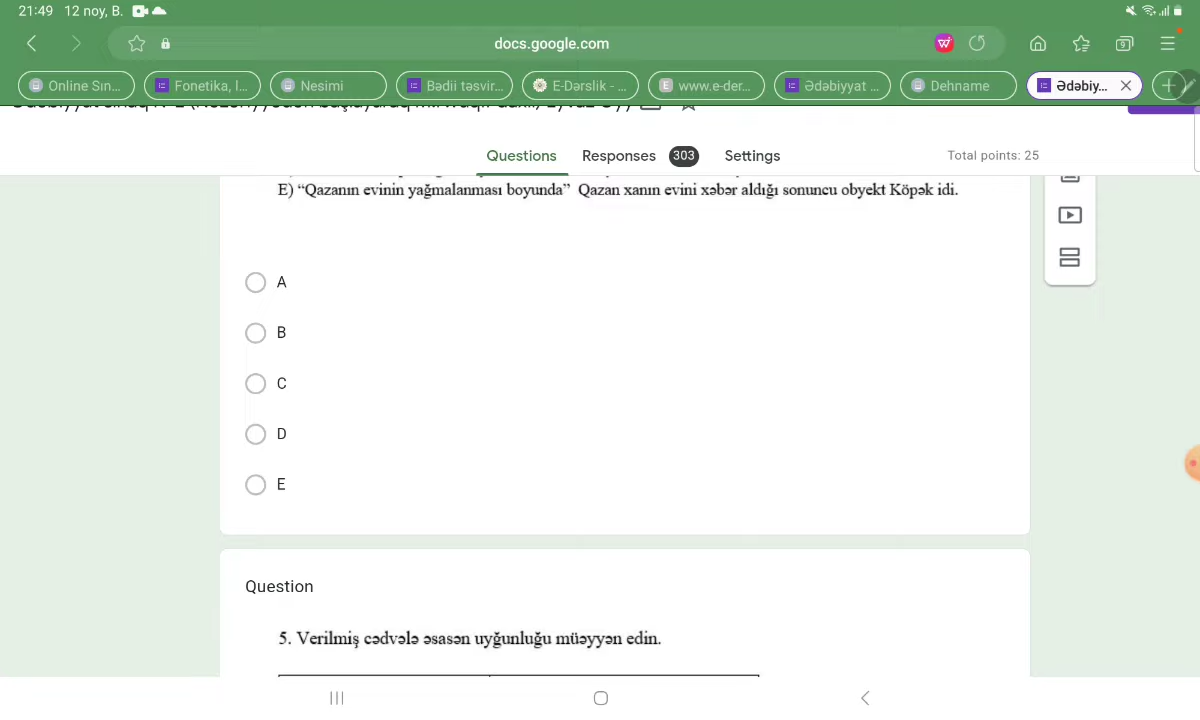 21:49 12 noy, B.
docs.google.com
9
Online Sın...
Fonetika, l...
Nesimi
Bədii təsvir...
E-Dərslik - ...
www.e-der...
Ədəbiyyat ...
Dehname
Ədəbiy...
Questions
Responses 303
Settings
Total points: 25
E) “Qazanın evinin yağmalanması boyunda” Qazan xanın evini xəbər aldığı sonuncu obyekt Köpək idi.
A
B
C
D
E
Question
5. Verilmiş cədvələ əsasən uyğunluğu müəyyən edin.